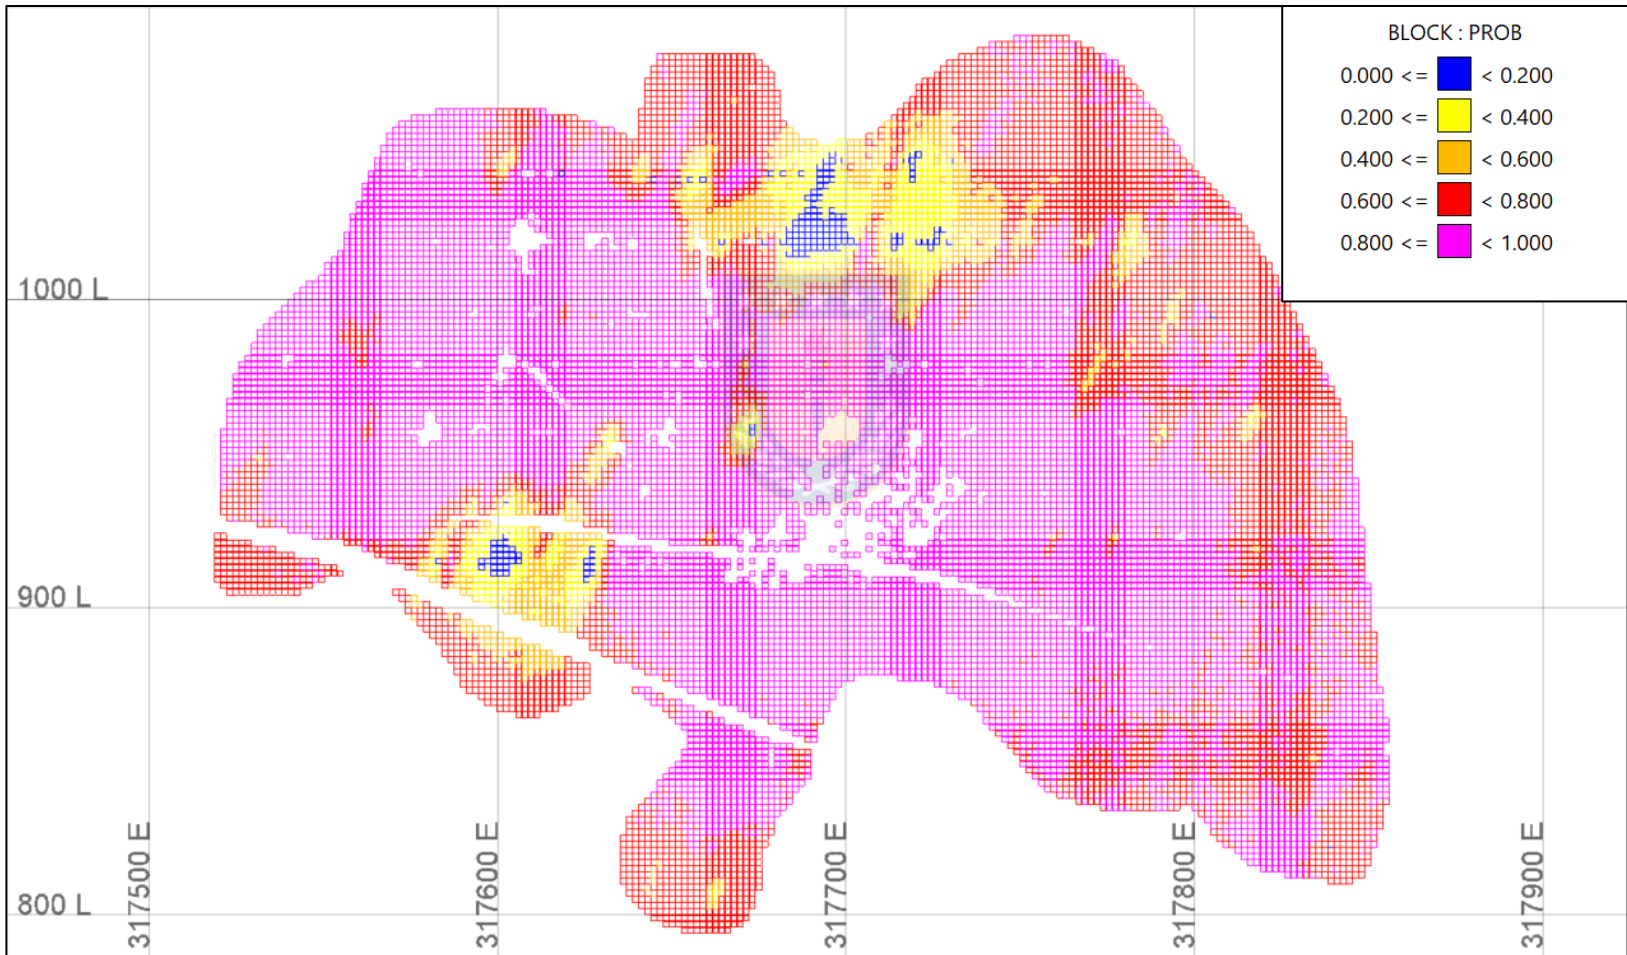 BLOCK : PROB
0.000 <= < 0.200
0.200 <= < 0.400
0.400 <= < 0.600
0.600 <= < 0.800
0.800 <= < 1.000
1000 L
900 L
800 L
317500 E
317600 E
317700 E
317800 E
317900 E